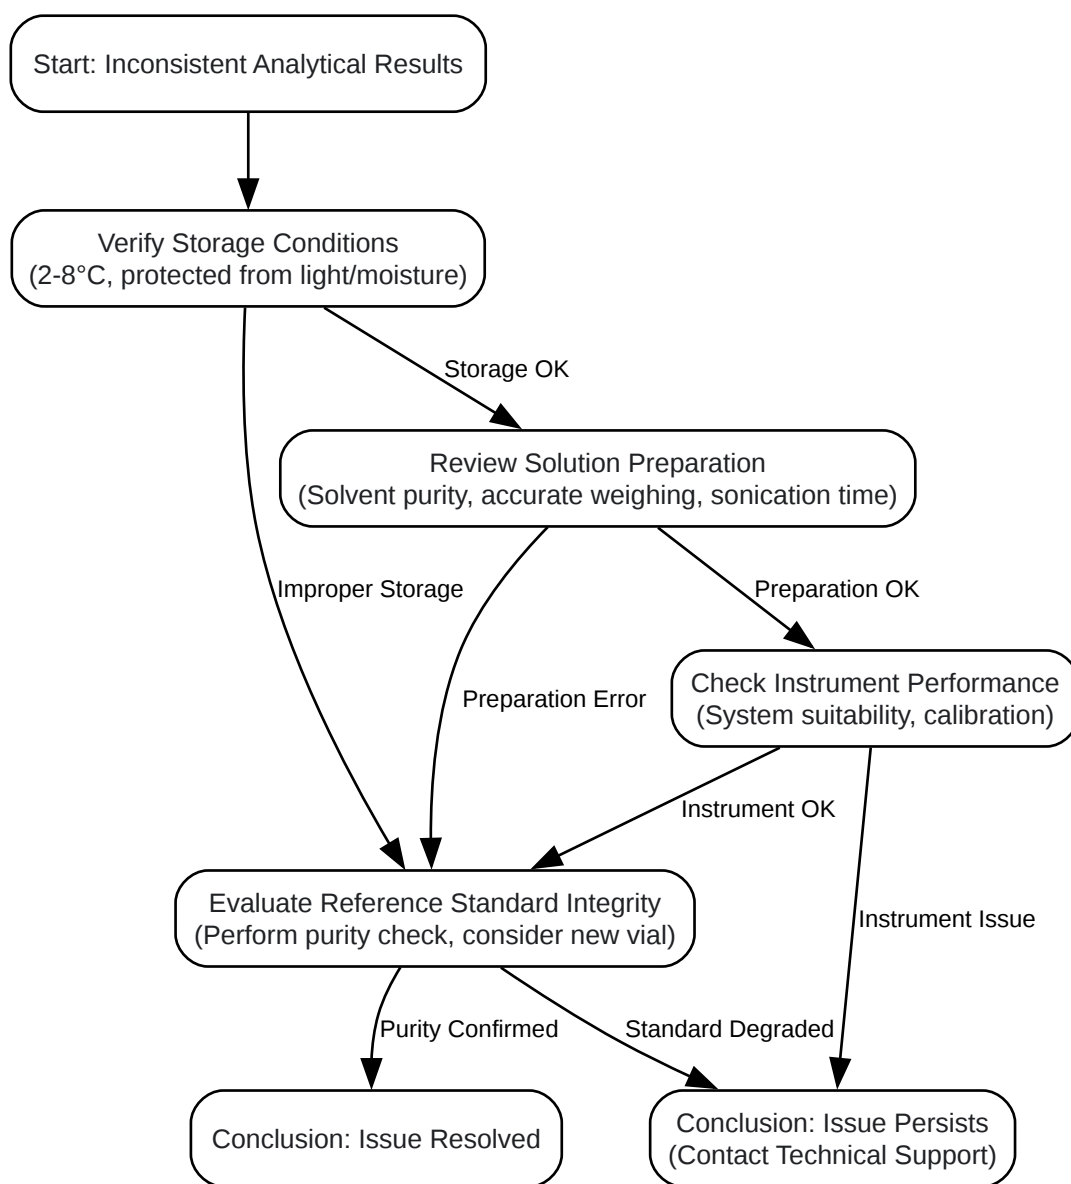 Start: Inconsistent Analytical Results
Verify Storage Conditions
(2-8°C, protected from light/moisture)
Storage OK
Review Solution Preparation
(Solvent purity, accurate weighing, sonication time)
Improper Storage
Preparation OK
Preparation Error
Check Instrument Performance
(System suitability, calibration)
Instrument OK
Evaluate Reference Standard Integrity
(Perform purity check, consider new vial)
Instrument Issue
Purity Confirmed
Standard Degraded
Conclusion: Issue Resolved
Conclusion: Issue Persists
(Contact Technical Support)